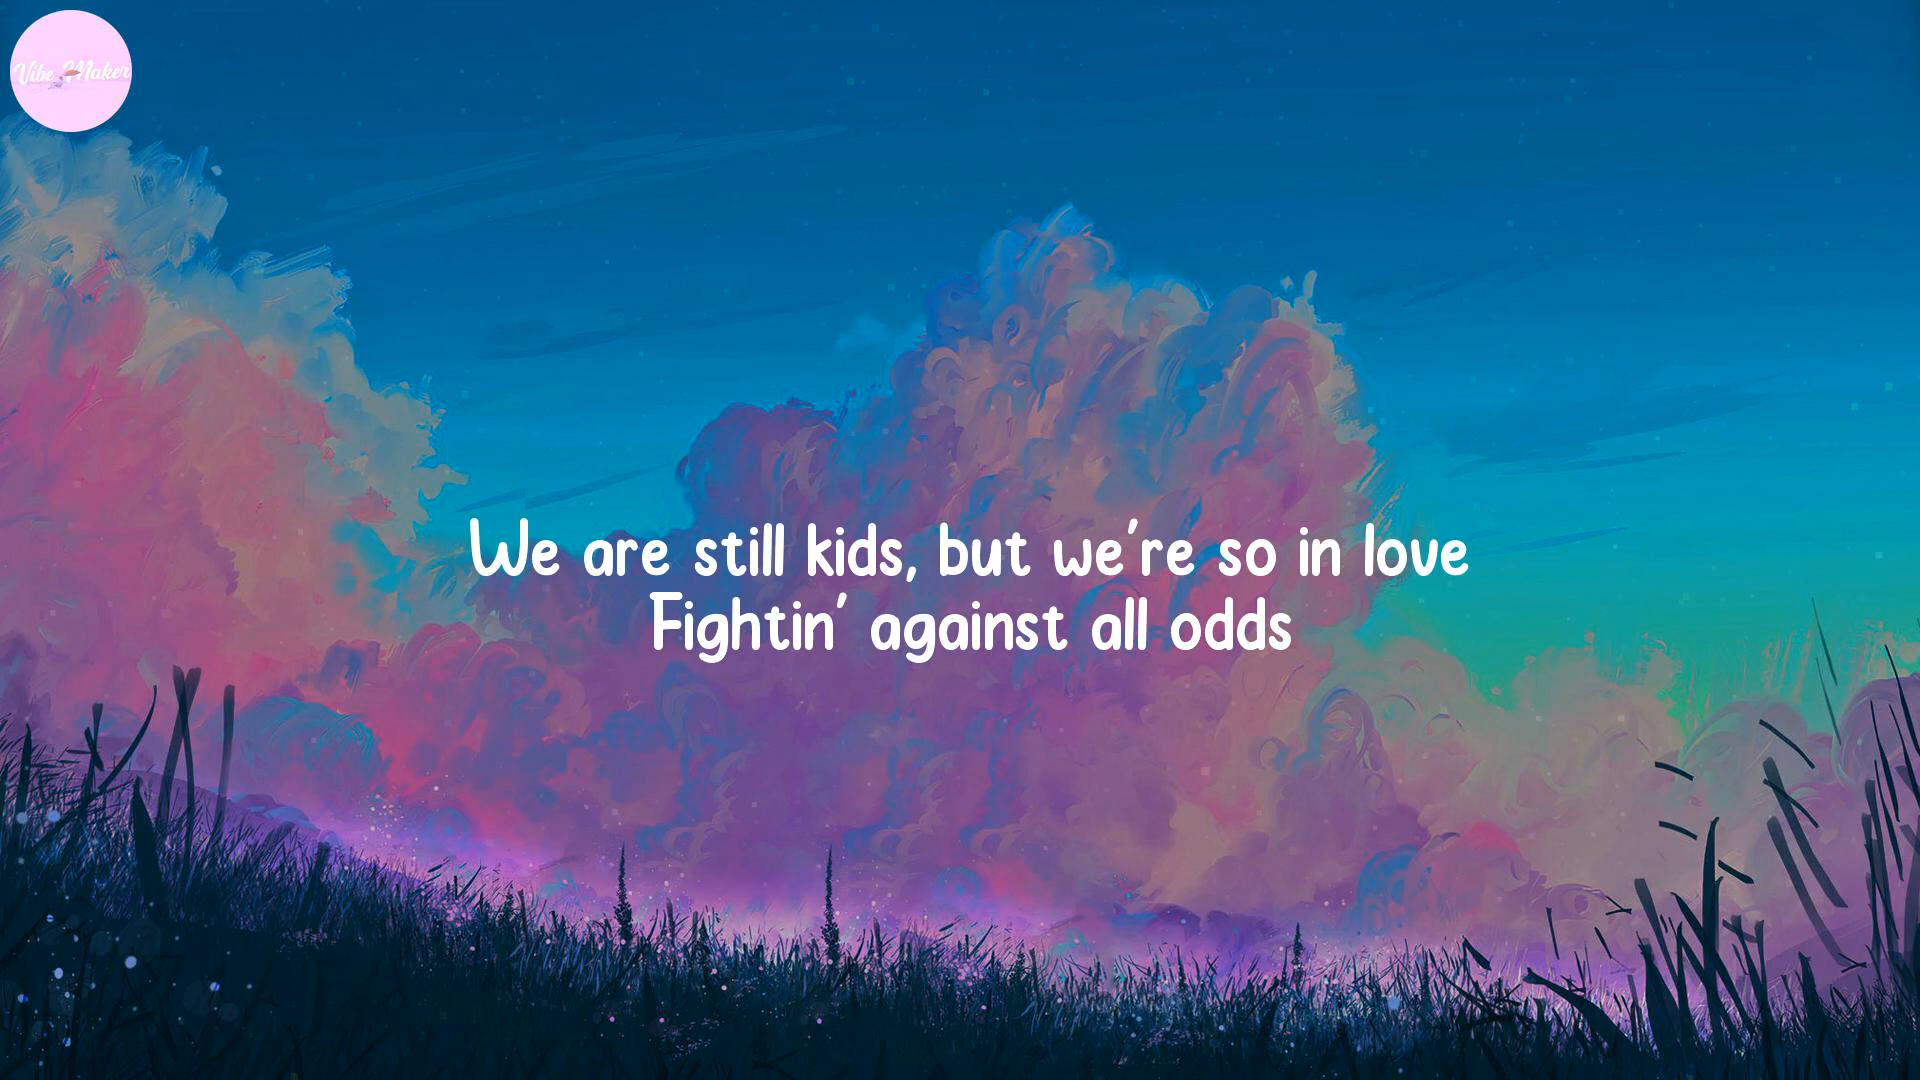 Vibe Maker
We are still kids, but we're so in love
Fightin' against all odds